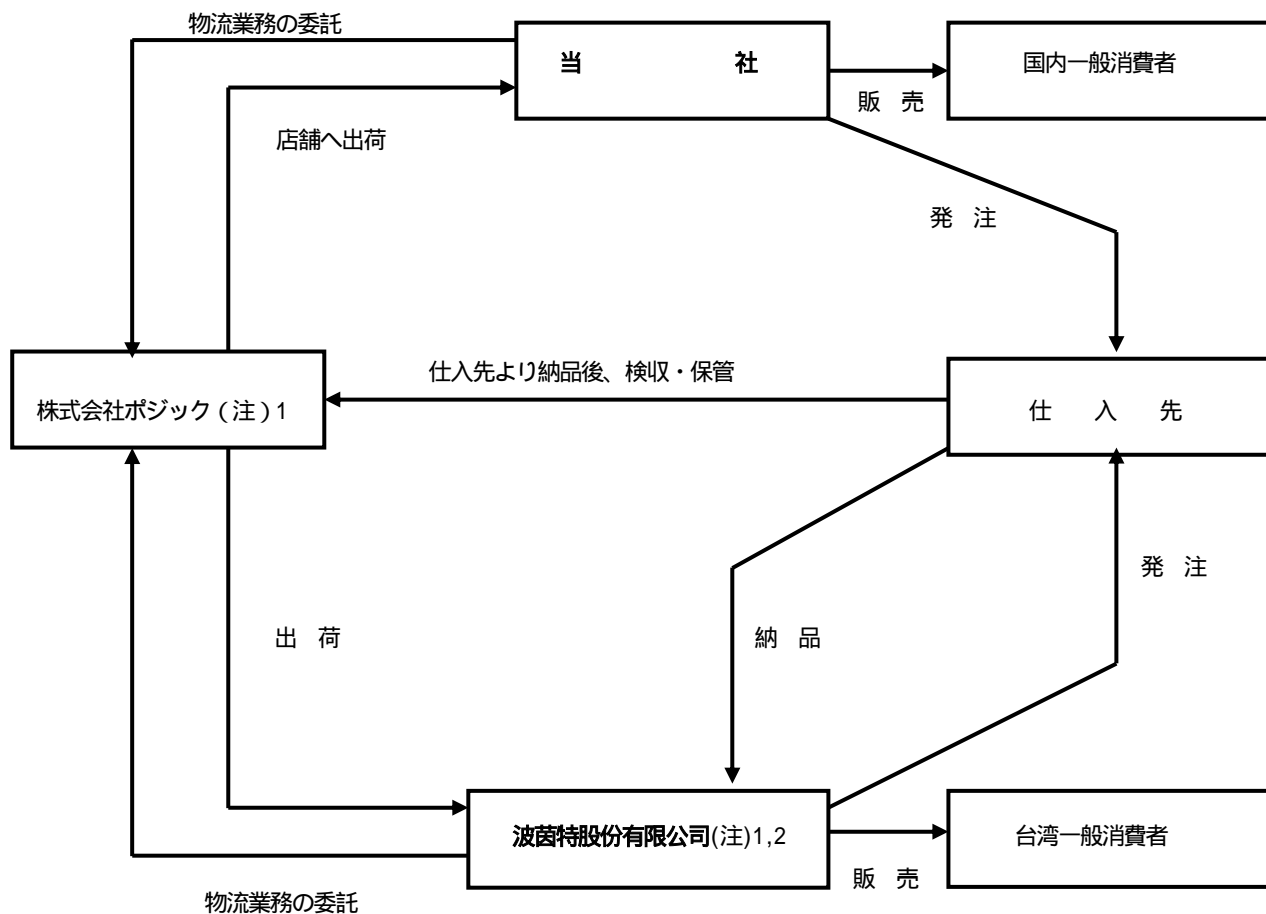 物流業務の委託
当　　　　　社
国内一般消費者
販　売
店舗へ出荷
発　注
仕入先より納品後、検収・保管
株式会社ポジック（注）1
仕　入　先
発　注
出　荷
納　品
波茵特股份有限公司(注)1,2
台湾一般消費者
販　売
物流業務の委託